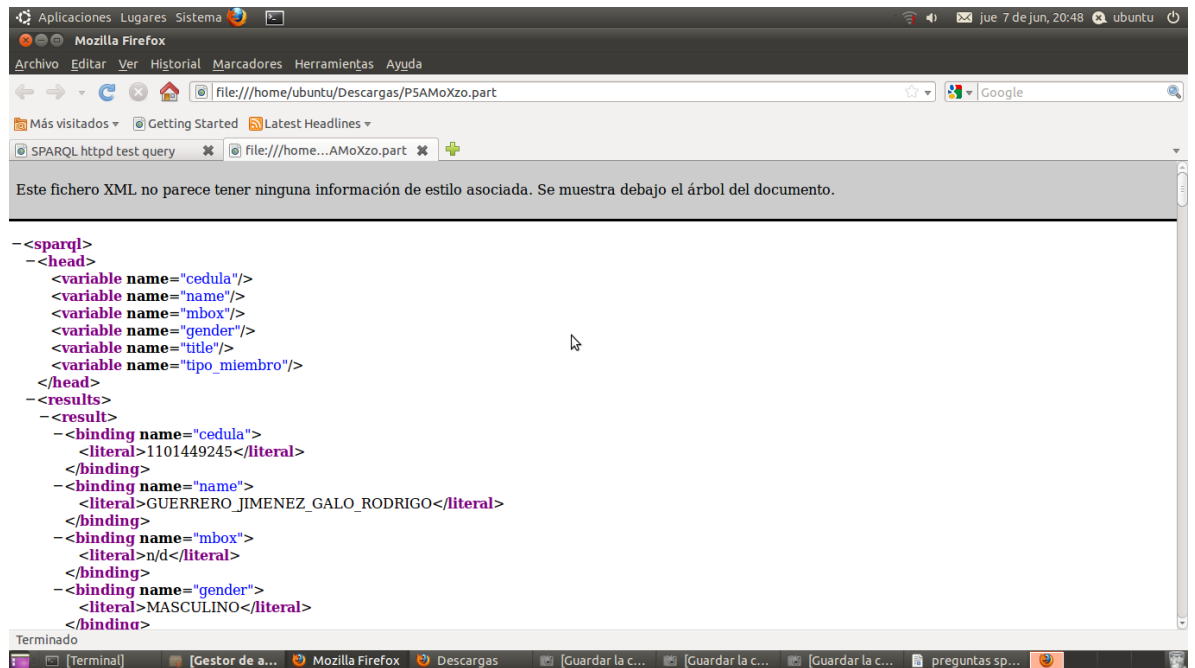 Aplicaciones Lugares Sistema jue 7 de jun, 20:48 ubuntu
Mozilla Firefox
Archivo Editar Ver Historial Marcadores Herramientas Ayuda
file:///home/ubuntu/Descargas/P5AMoXzo.part Google
Más visitados Getting Started Latest Headlines
SPARQL httpd test query file:///home...AMoXzo.part
Este fichero XML no parece tener ninguna información de estilo asociada. Se muestra debajo el árbol del documento.
−<sparql>
−<head>
<variable name="cedula"/>
<variable name="name"/>
<variable name="mbox"/>
<variable name="gender"/>
<variable name="title"/>
<variable name="tipo_miembro"/>
</head>
−<results>
−<result>
−<binding name="cedula">
<literal>1101449245</literal>
</binding>
−<binding name="name">
<literal>GUERRERO_JIMENEZ_GALO_RODRIGO</literal>
</binding>
−<binding name="mbox">
<literal>n/d</literal>
</binding>
−<binding name="gender">
<literal>MASCULINO</literal>
</binding>
Terminado
[Terminal] [Gestor de a... Mozilla Firefox Descargas [Guardar la c... [Guardar la c... [Guardar la c... preguntas sp...